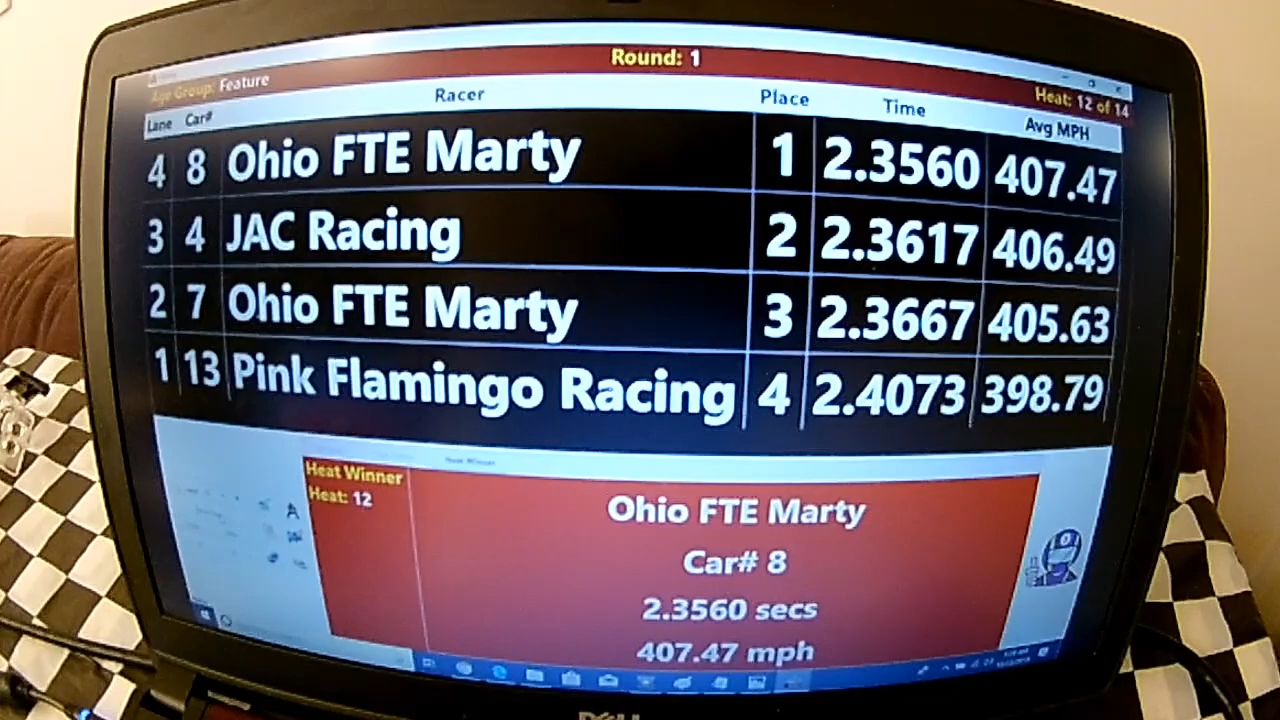 Round: 1
Age Group: Feature
Heat: 12 of 14
Lane Car# Racer Place Time Avg MPH
4 8 Ohio FTE Marty 1 2.3560 407.47
3 4 JAC Racing 2 2.3617 406.49
2 7 Ohio FTE Marty 3 2.3667 405.63
1 13 Pink Flamingo Racing 4 2.4073 398.79
Heat Winner
Heat Winner
Heat: 12
Ohio FTE Marty
Car# 8
2.3560 secs
407.47 mph
DELL